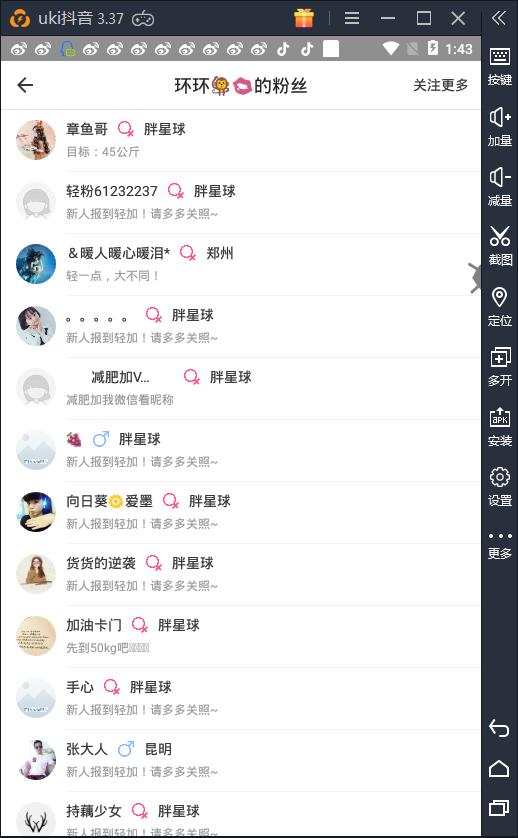 uki抖音 3.37
1:43
环环🦁💋的粉丝
关注更多
章鱼哥 胖星球
目标：45公斤
轻粉61232237 胖星球
新人报到轻加！请多多关照~
＆暖人暖心暖泪* 郑州
轻一点，大不同！
。。。。。 胖星球
新人报到轻加！请多多关照~
减肥加V... 胖星球
减肥加我微信看昵称
🍇 胖星球
新人报到轻加！请多多关照~
向日葵🌻爱墨 胖星球
新人报到轻加！请多多关照~
货货的逆袭 胖星球
新人报到轻加！请多多关照~
加油卡门 胖星球
先到50kg吧
手心 胖星球
新人报到轻加！请多多关照~
张大人 昆明
新人报到轻加！请多多关照~
持藕少女 胖星球
新人报到轻加！请多多关照~
按键
加量
减量
截图
定位
多开
APK
安装
设置
更多